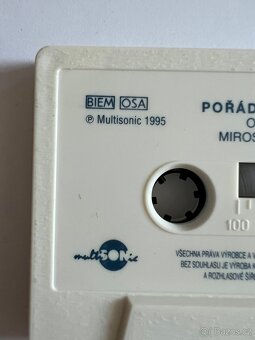 BIEM OSA
℗ Multisonic 1995
POŘÁD
O
MIROS
100
multiSONic
VŠECHNA PRÁVA VÝROBCE A V
BEZ SOUHLASU JE VÝROBA
A ROZHLASOVÉ ŠÍŘ